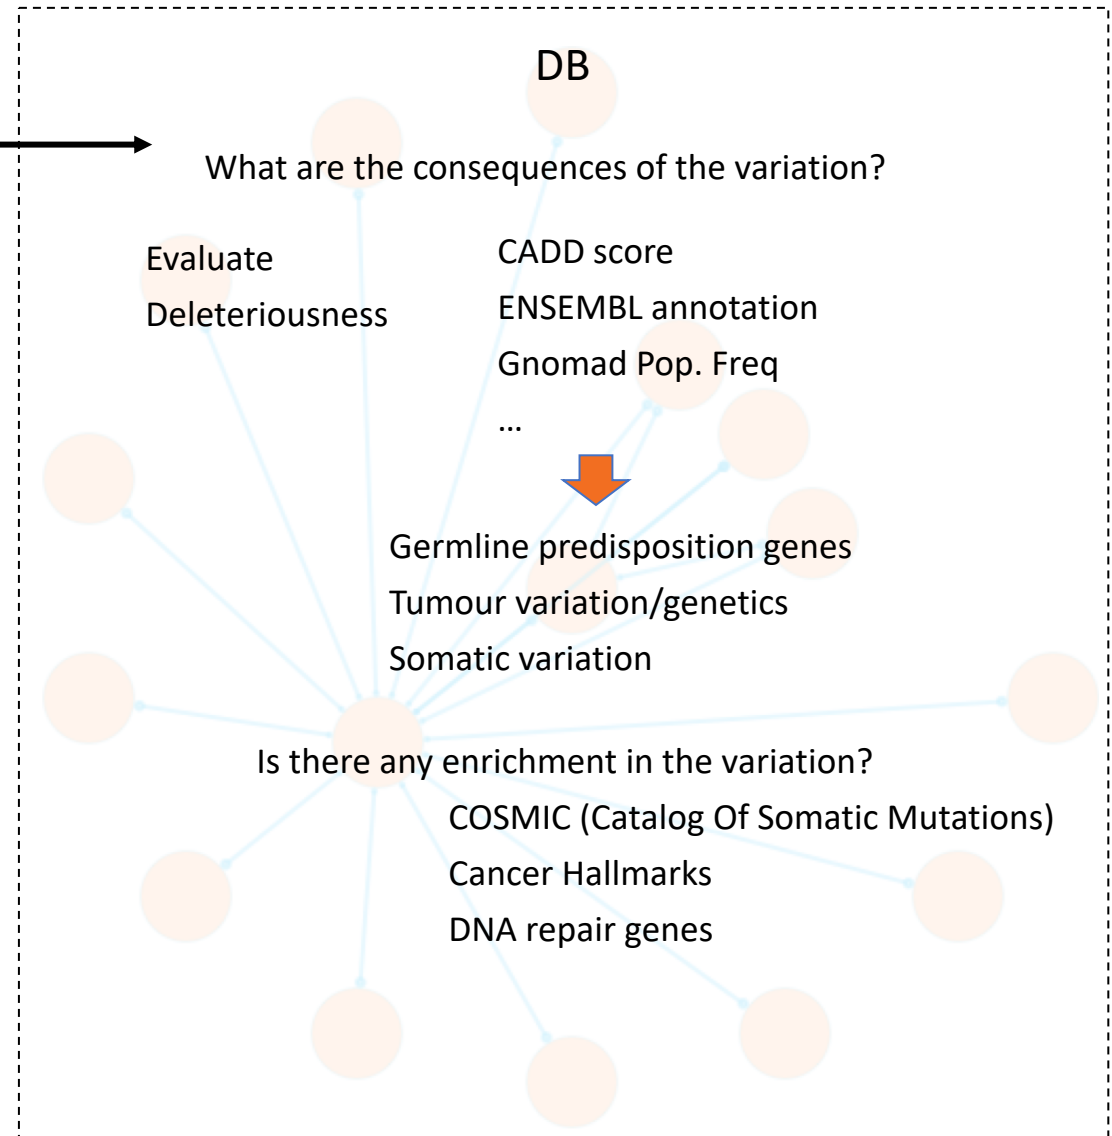 DB
What are the consequences of the variation?
Evaluate
Deleteriousness
CADD score
ENSEMBL annotation
Gnomad Pop. Freq
...
Germline predisposition genes
Tumour variation/genetics
Somatic variation
Is there any enrichment in the variation?
COSMIC (Catalog Of Somatic Mutations)
Cancer Hallmarks
DNA repair genes